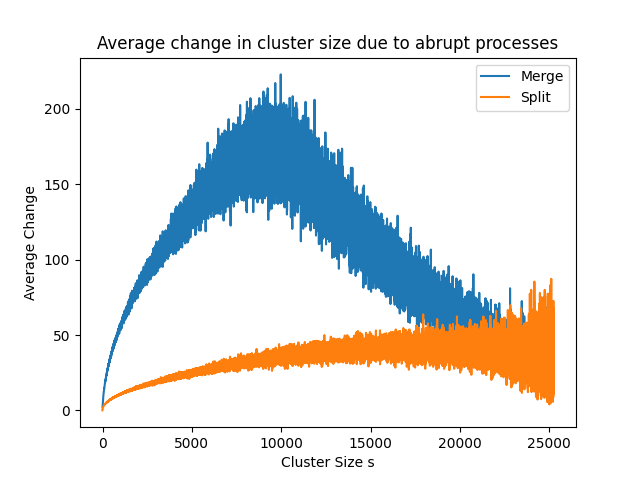 Average change in cluster size due to abrupt processes
Merge
Split
200
150
100
50
0
Average Change
0 5000 10000 15000 20000 25000
Cluster Size s